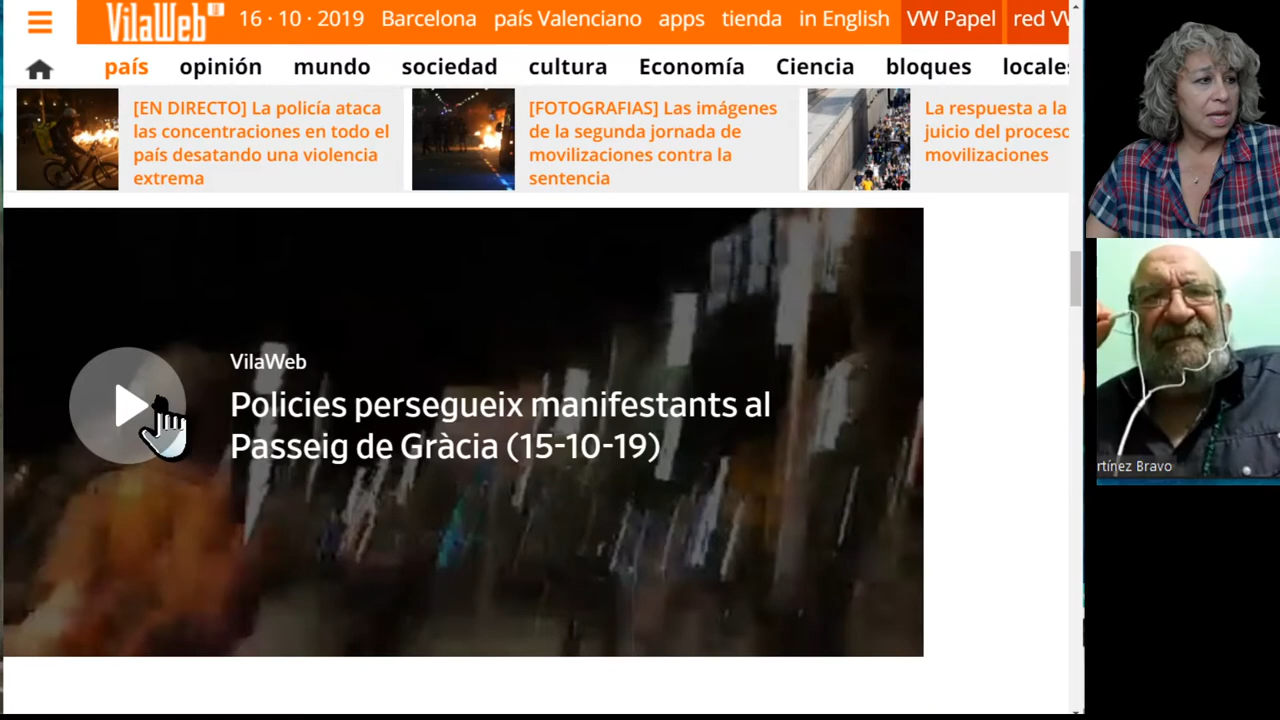 VilaWeb
16 · 10 · 2019 Barcelona país Valenciano apps tienda in English VW Papel red VW
país opinión mundo sociedad cultura Economía Ciencia bloques locales
[EN DIRECTO] La policía ataca
las concentraciones en todo el
país desatando una violencia
extrema
[FOTOGRAFIAS] Las imágenes
de la segunda jornada de
movilizaciones contra la
sentencia
La respuesta a la
juicio del proceso
movilizaciones
VilaWeb
Policies persegueix manifestants al
Passeig de Gràcia (15-10-19)
rtínez Bravo